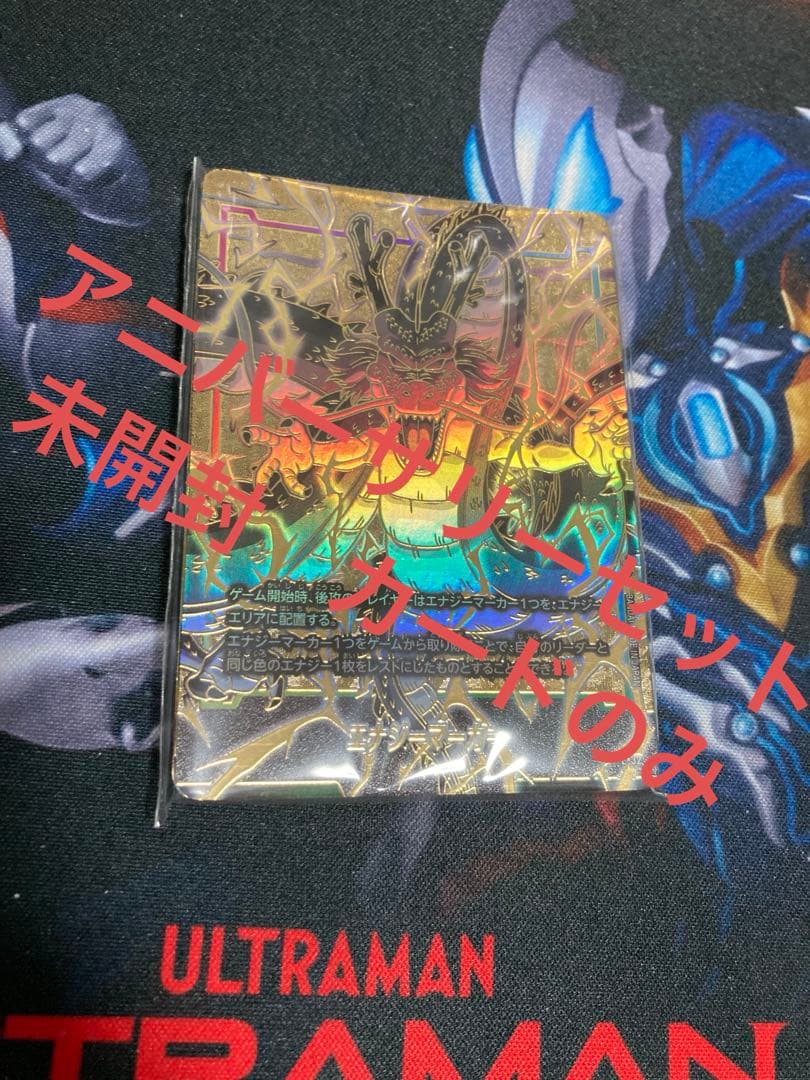 アニバーサリーセット
カードのみ
未開封
ゲーム開始時、後攻の
レイヤーはエナジーマーカー1つを、エナジー
エリアに配置する。
エナジーマーカー1つをゲームから取り除
のリーダーと
同じ色のエナジー1枚をレストにしたものとすること
エナジーマーカー
ULTRAMAN
TRAMAN